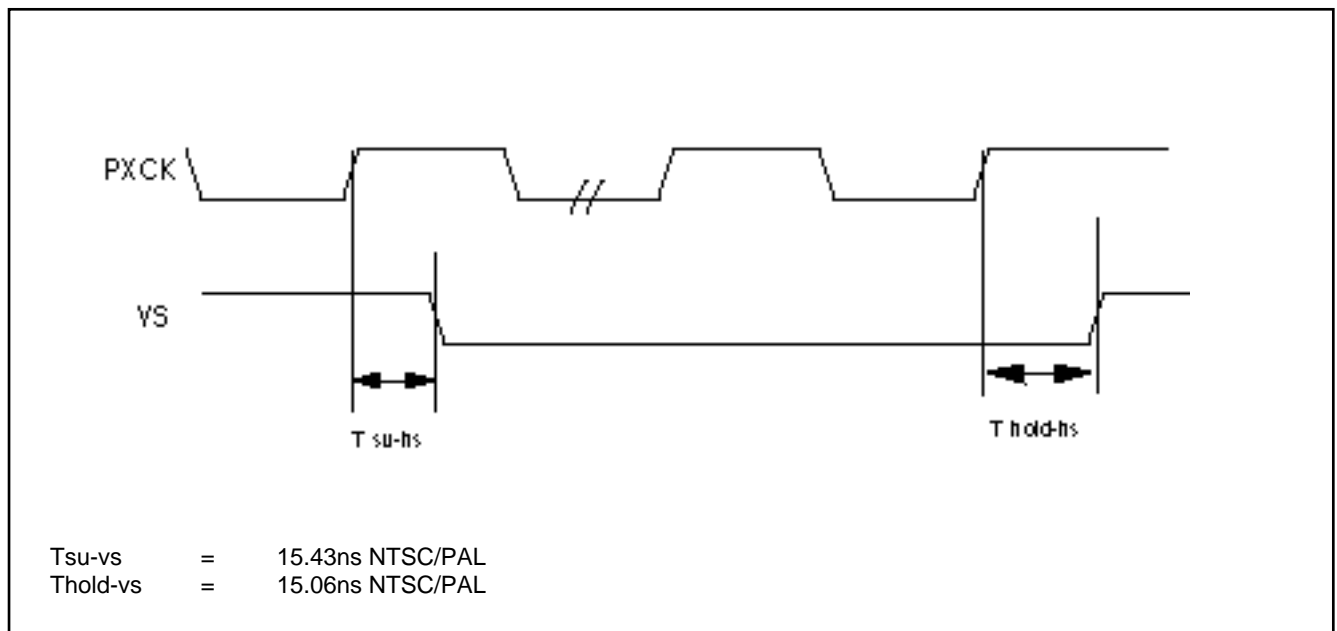 PXCK
VS
T su-hs
T hold-hs
Tsu-vs = 15.43ns NTSC/PAL
Thold-vs = 15.06ns NTSC/PAL